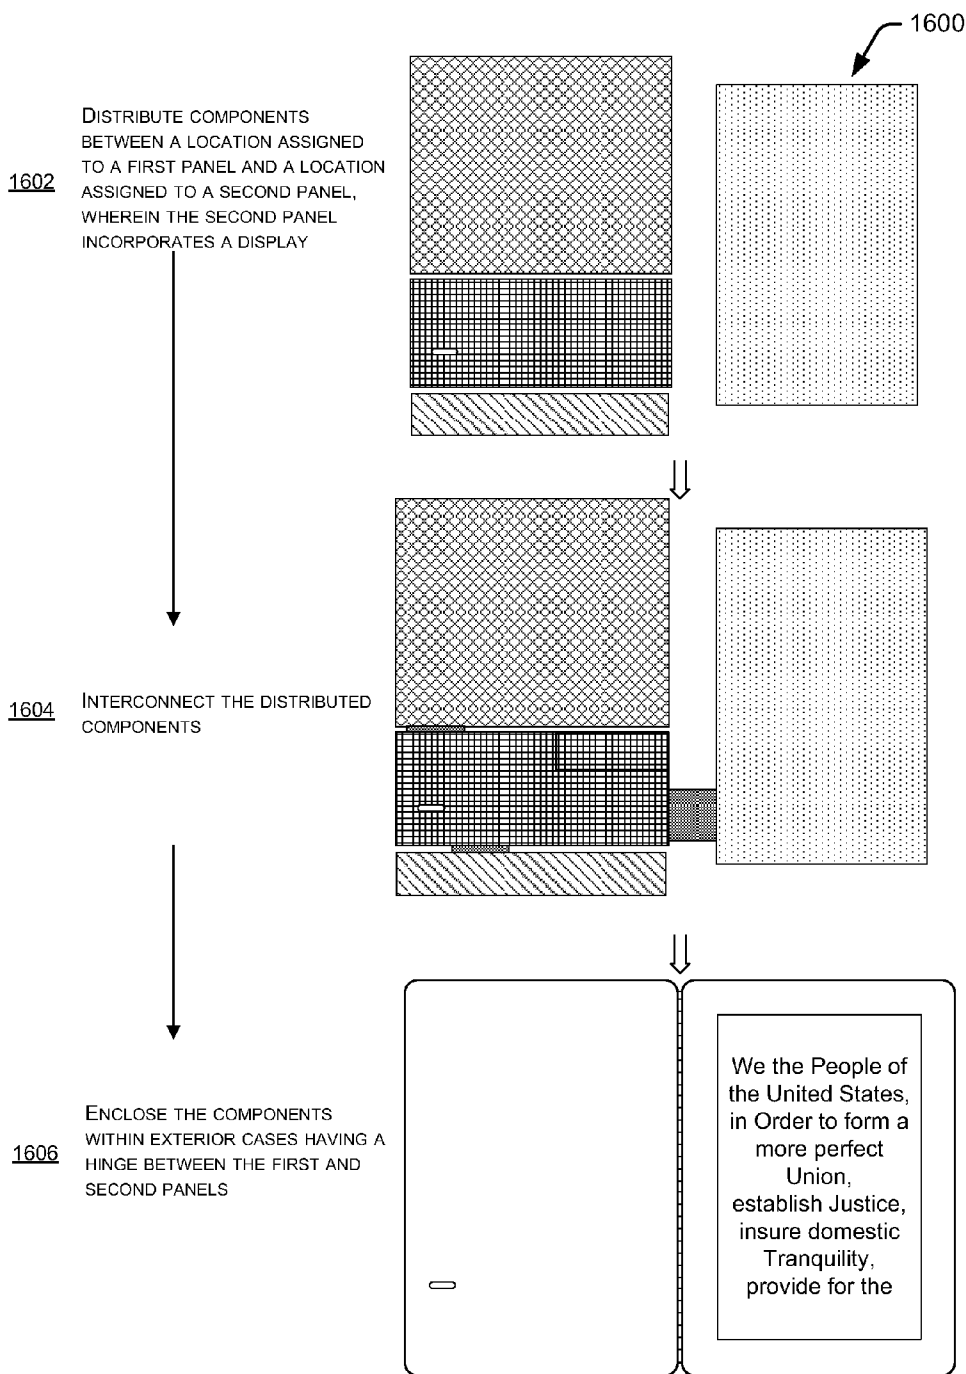 1600
DISTRIBUTE COMPONENTS
BETWEEN A LOCATION ASSIGNED
TO A FIRST PANEL AND A LOCATION
1602
ASSIGNED TO A SECOND PANEL,
WHEREIN THE SECOND PANEL
INCORPORATES A DISPLAY
1604
INTERCONNECT THE DISTRIBUTED
COMPONENTS
ENCLOSE THE COMPONENTS
WITHIN EXTERIOR CASES HAVING A
1606
HINGE BETWEEN THE FIRST AND
SECOND PANELS
We the People of
the United States,
in Order to form a
more perfect
Union,
establish Justice,
insure domestic
Tranquility,
provide for the